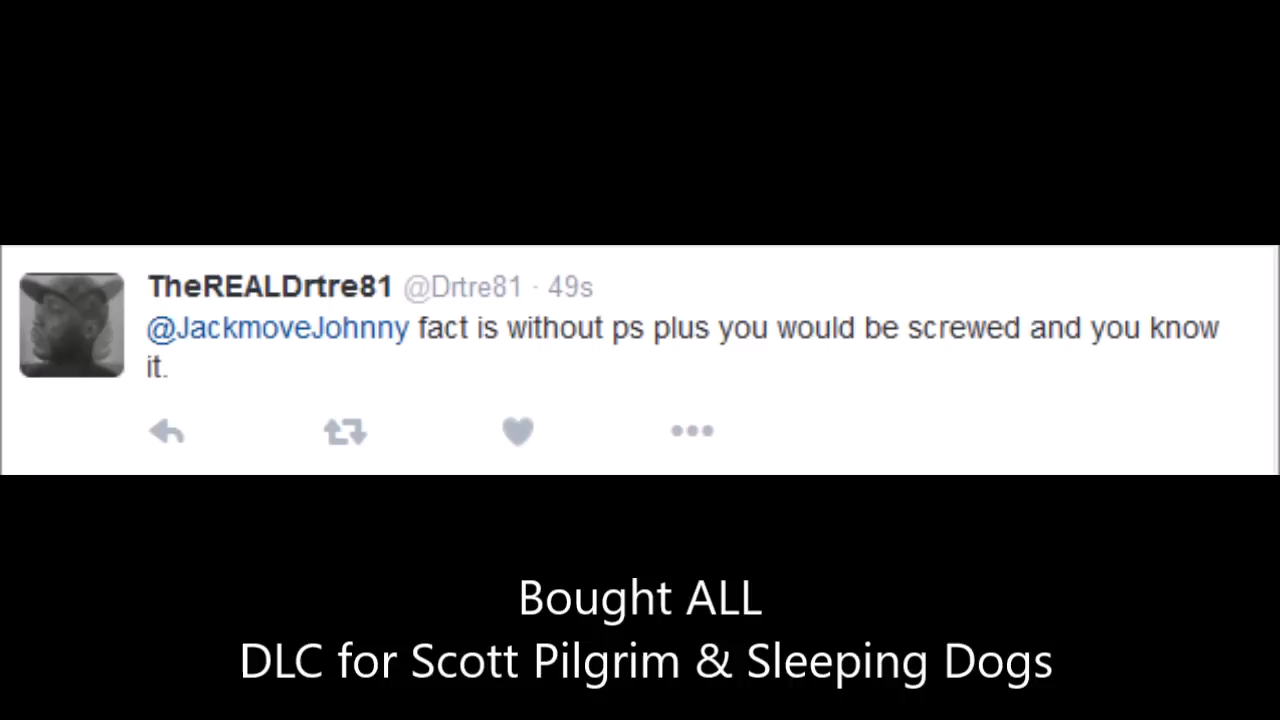 TheREALDrtre81 @Drtre81 · 49s
@JackmoveJohnny fact is without ps plus you would be screwed and you know
it.
Bought ALL
DLC for Scott Pilgrim & Sleeping Dogs